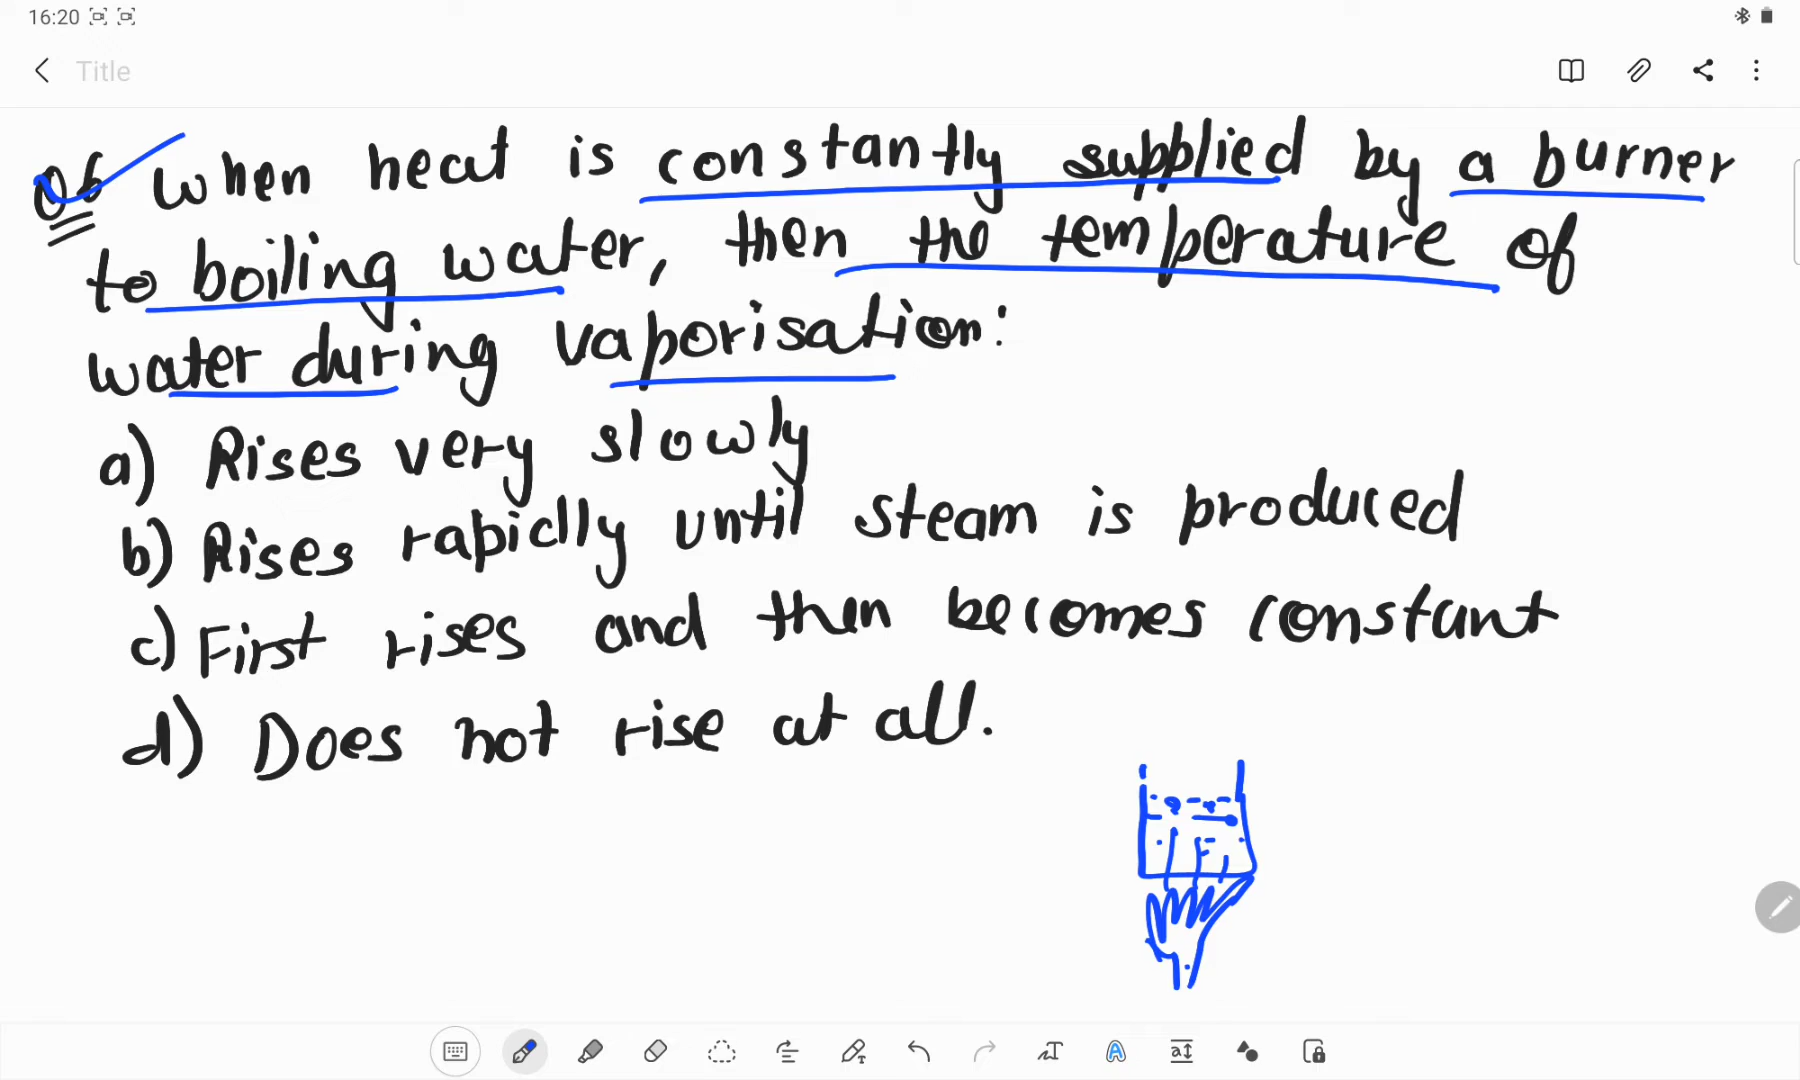 16:20
Title
Q6 When heat is constantly supplied by a burner
to boiling water, then the temperature of
water during vaporisation:
a) Rises very slowly
b) Rises rapidly until steam is produced
c) First rises and then becomes constant
d) Does not rise at all.